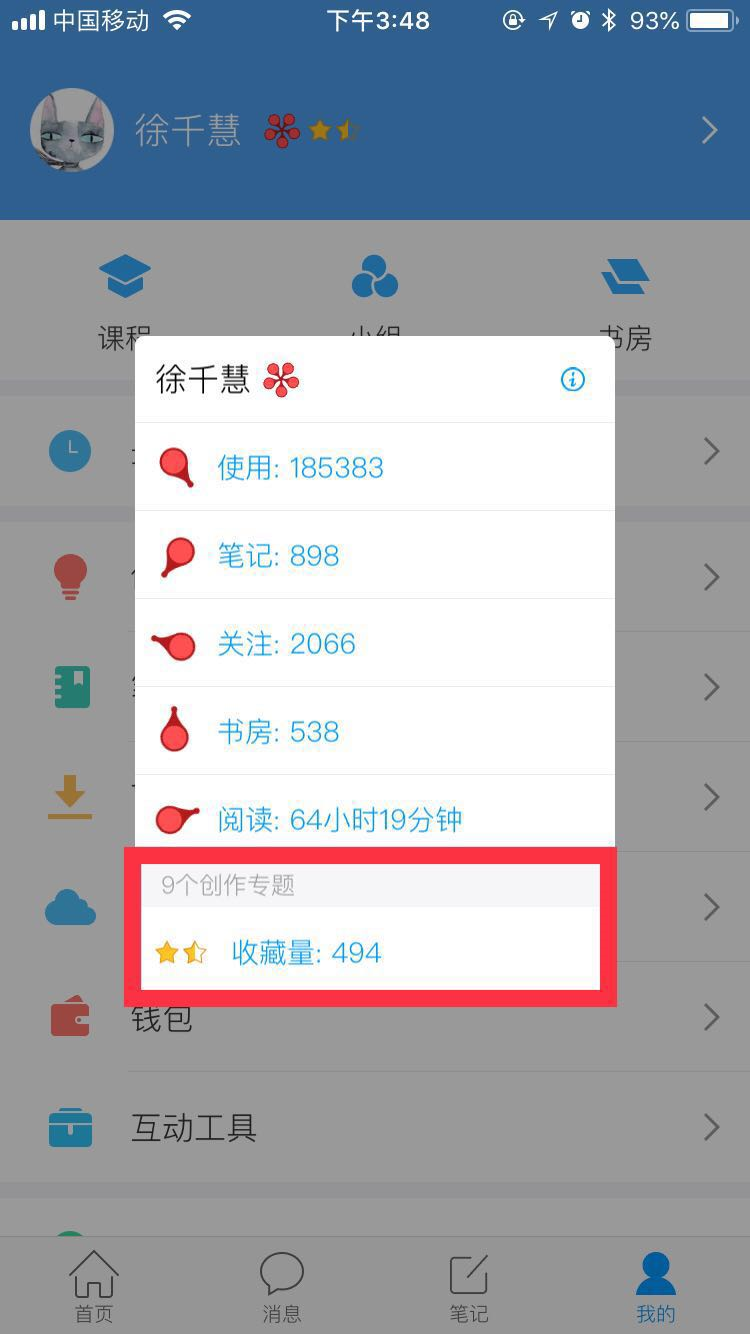 中国移动 下午3:48 93%
徐千慧
课程 小组 书房
徐千慧
使用: 185383
笔记: 898
关注: 2066
书房: 538
阅读: 64小时19分钟
9个创作专题
收藏量: 494
钱包
互动工具
首页 消息 笔记 我的